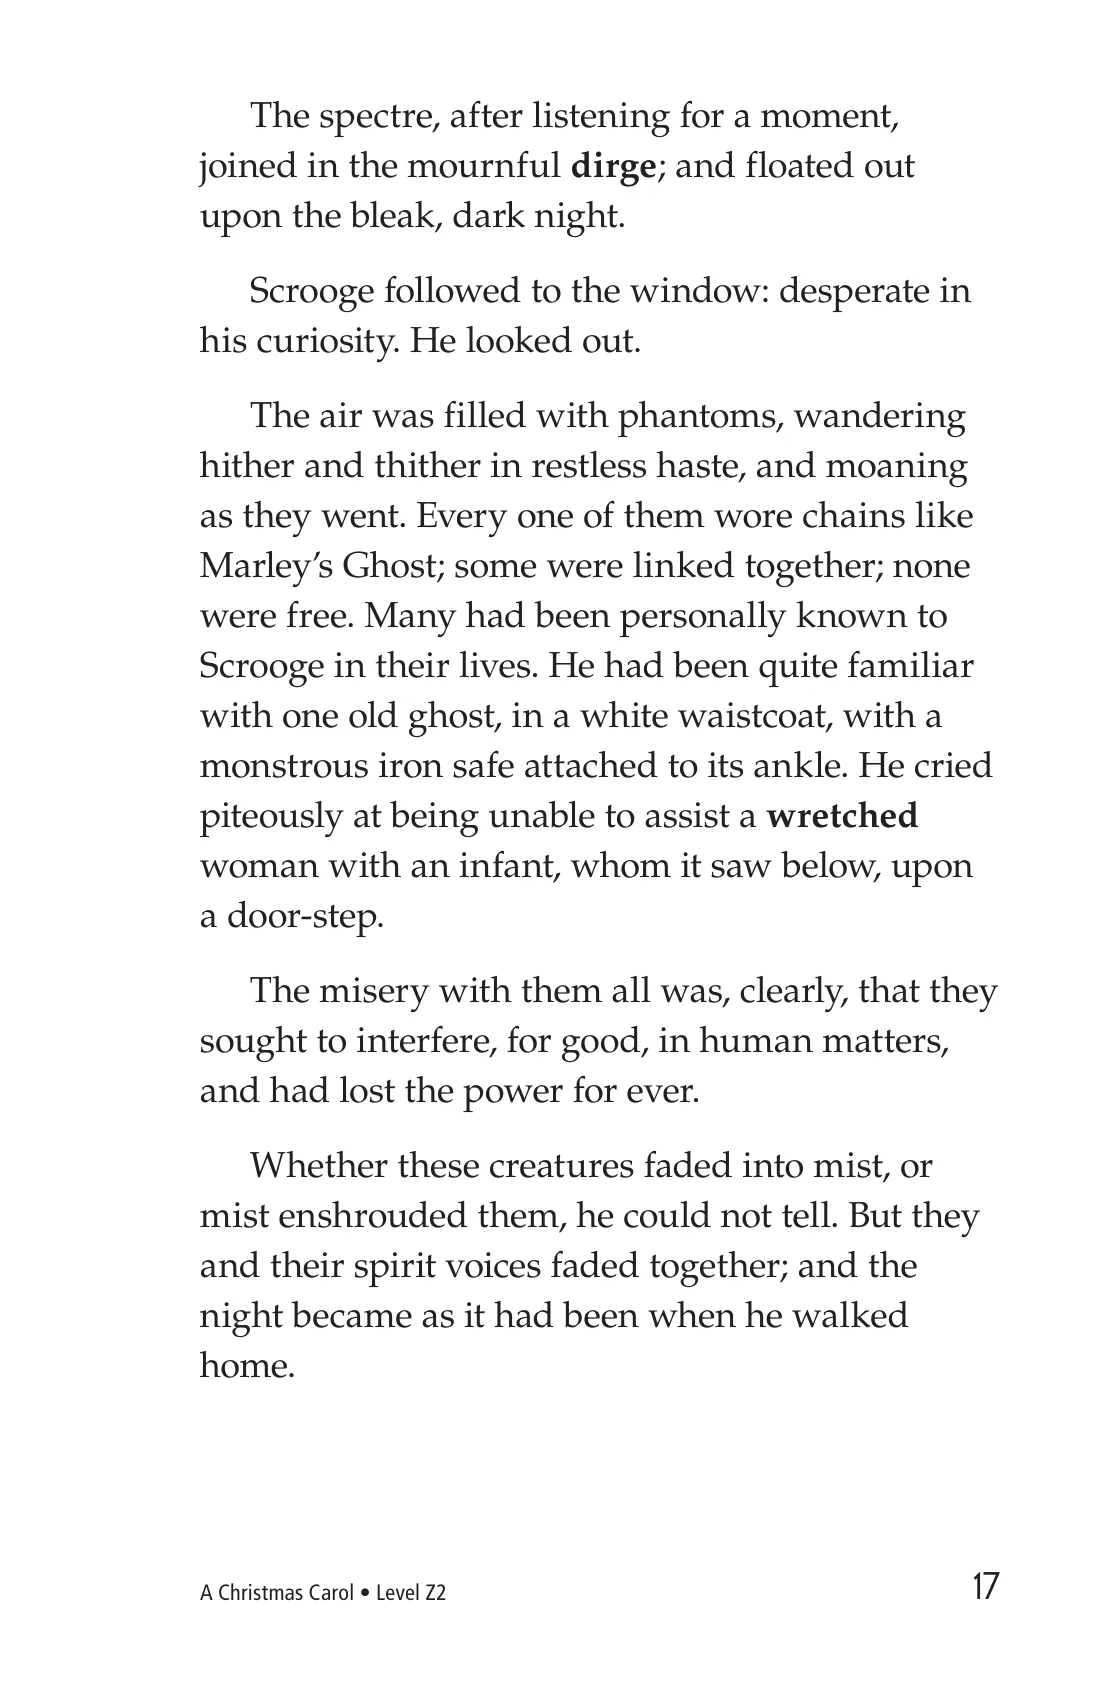 The spectre, after listening for a moment,
joined in the mournful dirge; and floated out
upon the bleak, dark night.
Scrooge followed to the window: desperate in
his curiosity. He looked out.
The air was filled with phantoms, wandering
hither and thither in restless haste, and moaning
as they went. Every one of them wore chains like
Marley’s Ghost; some were linked together; none
were free. Many had been personally known to
Scrooge in their lives. He had been quite familiar
with one old ghost, in a white waistcoat, with a
monstrous iron safe attached to its ankle. He cried
piteously at being unable to assist a wretched
woman with an infant, whom it saw below, upon
a door-step.
The misery with them all was, clearly, that they
sought to interfere, for good, in human matters,
and had lost the power for ever.
Whether these creatures faded into mist, or
mist enshrouded them, he could not tell. But they
and their spirit voices faded together; and the
night became as it had been when he walked
home.
A Christmas Carol • Level Z2
17